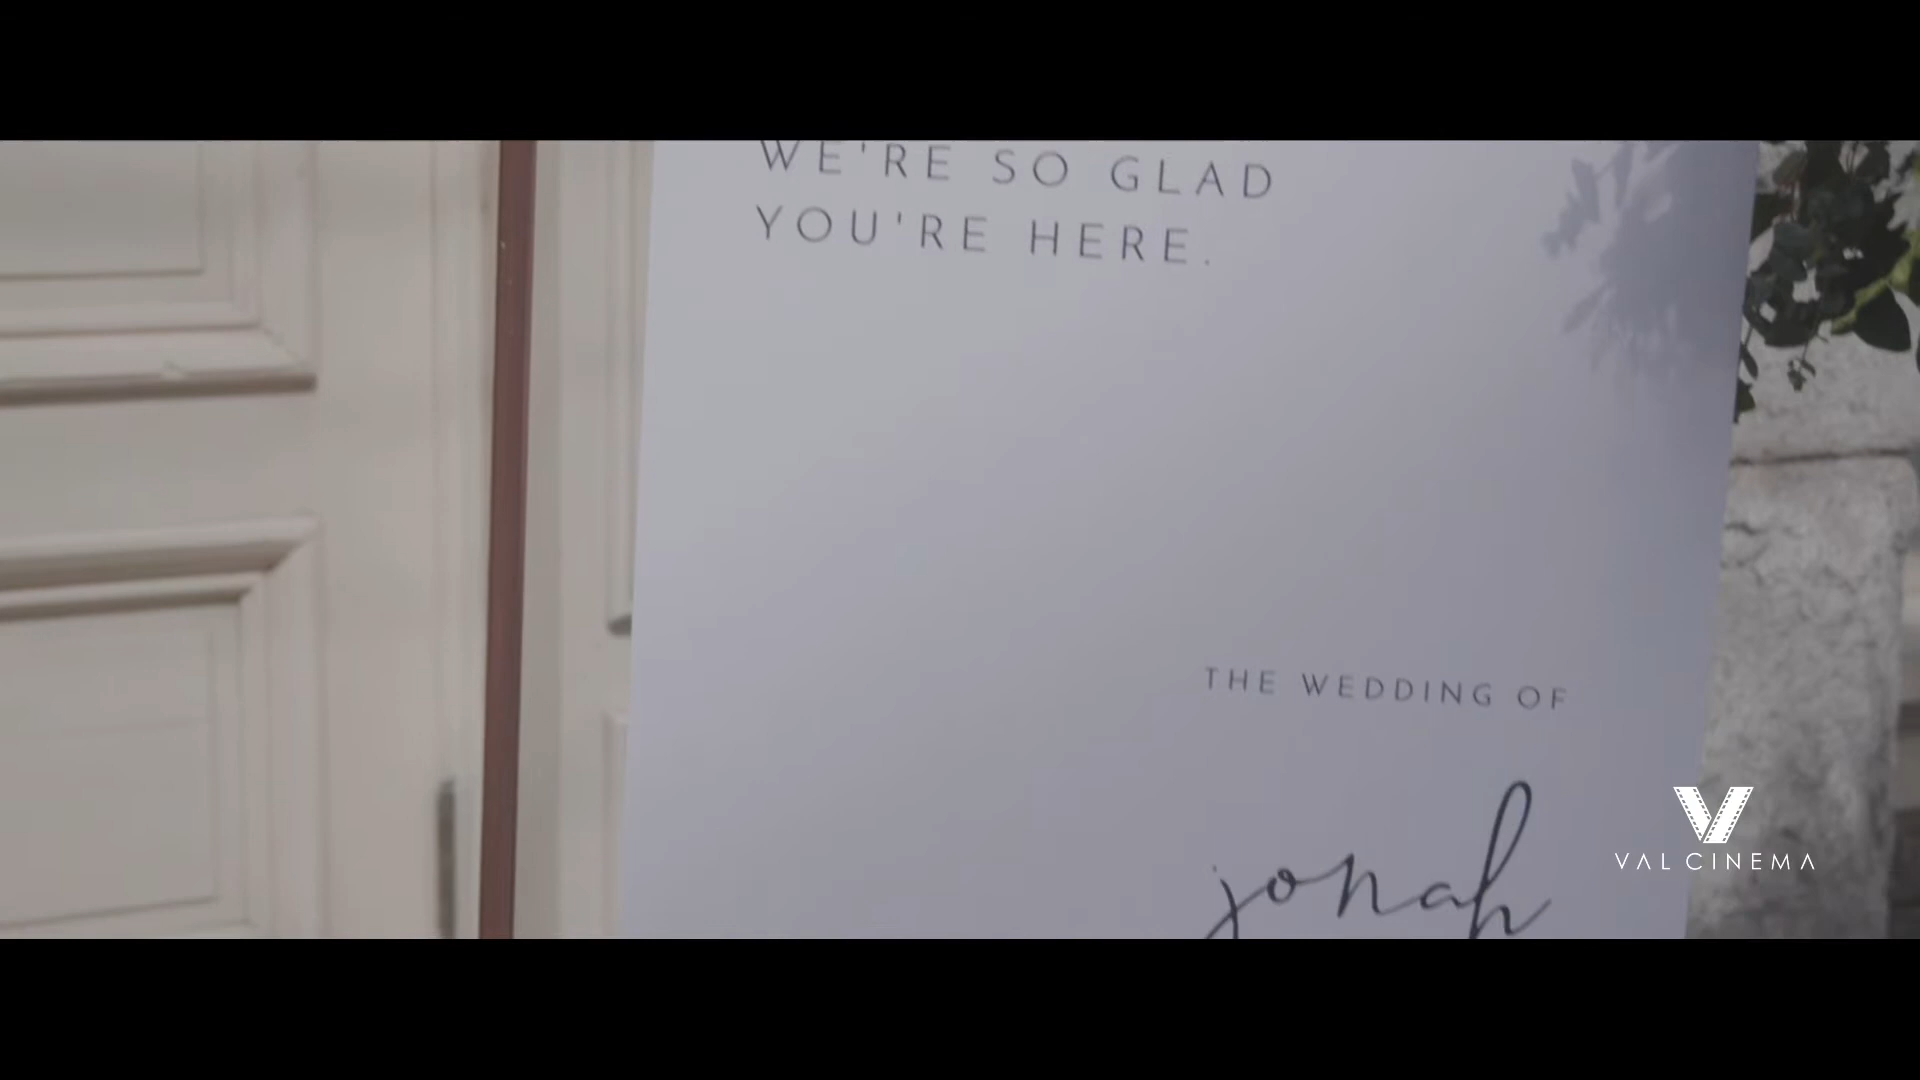 WE'RE SO GLAD
YOU'RE HERE.
THE WEDDING OF
jonah
VAL CINEMA